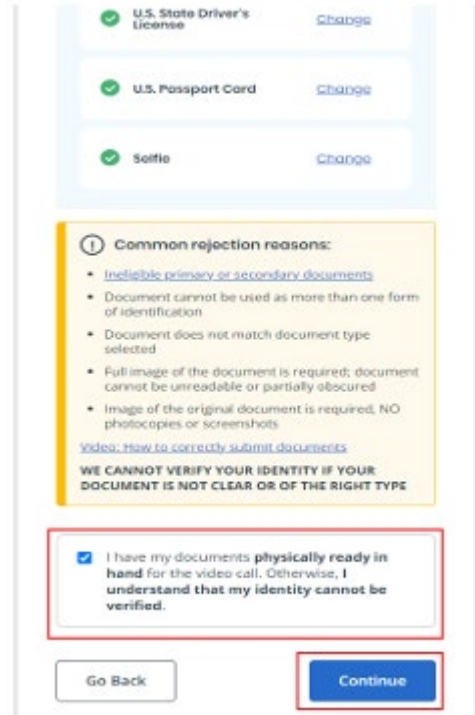 U.S. State Driver's
License
Change
U.S. Passport Card
Change
Selfie
Change
Common rejection reasons:
Ineligible primary or secondary documents
Document cannot be used as more than one form
of identification
Document does not match document type
selected
Full image of the document is required; document
cannot be unreadable or partially obscured
Image of the original document is required, NO
photocopies or screenshots
Video: How to correctly submit documents
WE CANNOT VERIFY YOUR IDENTITY IF YOUR
DOCUMENT IS NOT CLEAR OR OF THE RIGHT TYPE
I have my documents physically ready in
hand for the video call. Otherwise, I
understand that my identity cannot be
verified.
Go Back
Continue